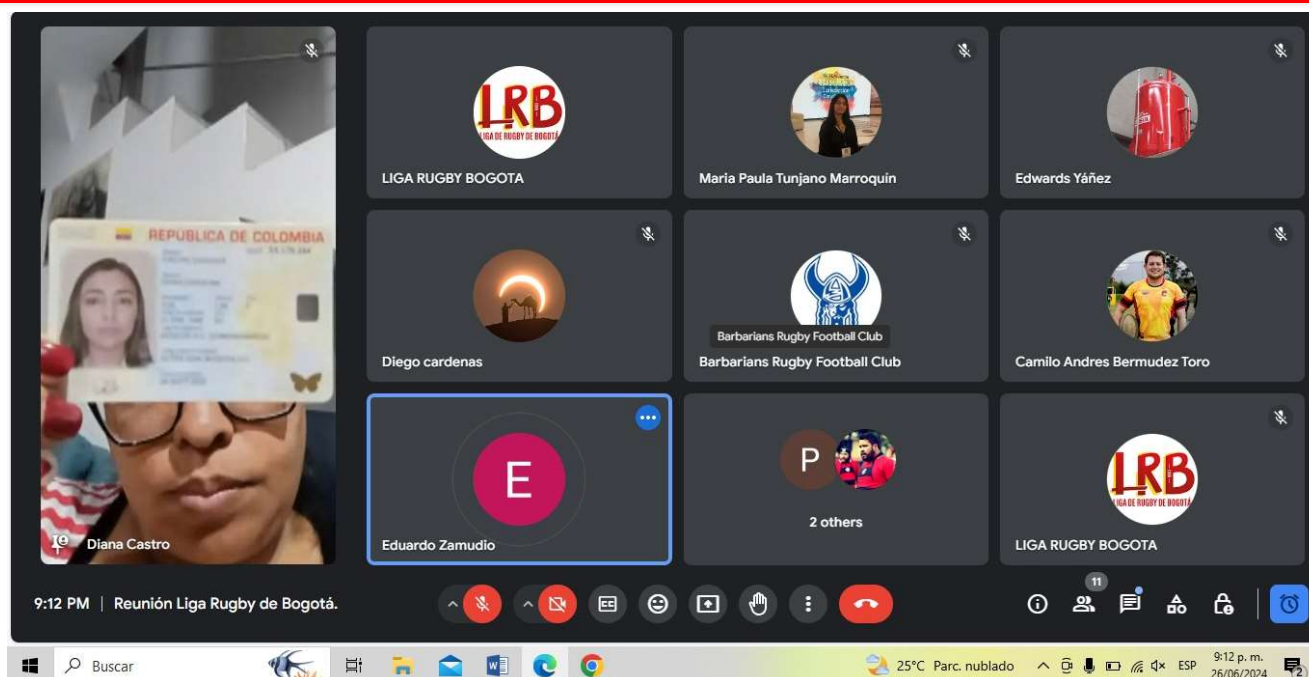 REPÚBLICA DE COLOMBIA
Diana Castro
LRB
LIGA DE RUGBY DE BOGOTÁ
LIGA RUGBY BOGOTA
Maria Paula Tunjano Marroquín
Edwards Yáñez
Diego cardenas
Barbarians Rugby Football Club
Barbarians Rugby Football Club
Camilo Andres Bermudez Toro
E
Eduardo Zamudio
P
2 others
LRB
LIGA DE RUGBY DE BOGOTÁ
LIGA RUGBY BOGOTA
9:12 PM | Reunión Liga Rugby de Bogotá.
CC
11
Buscar
25°C Parc. nublado
ESP
9:12 p. m.
26/06/2024
2